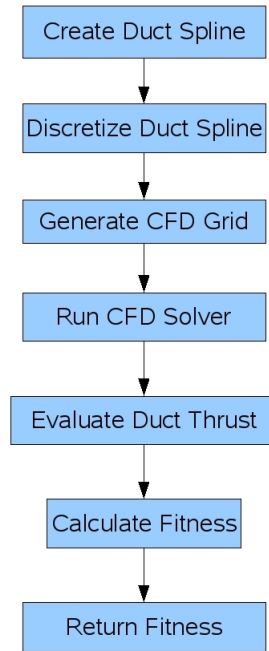 Create Duct Spline
Discretize Duct Spline
Generate CFD Grid
Run CFD Solver
Evaluate Duct Thrust
Calculate Fitness
Return Fitness